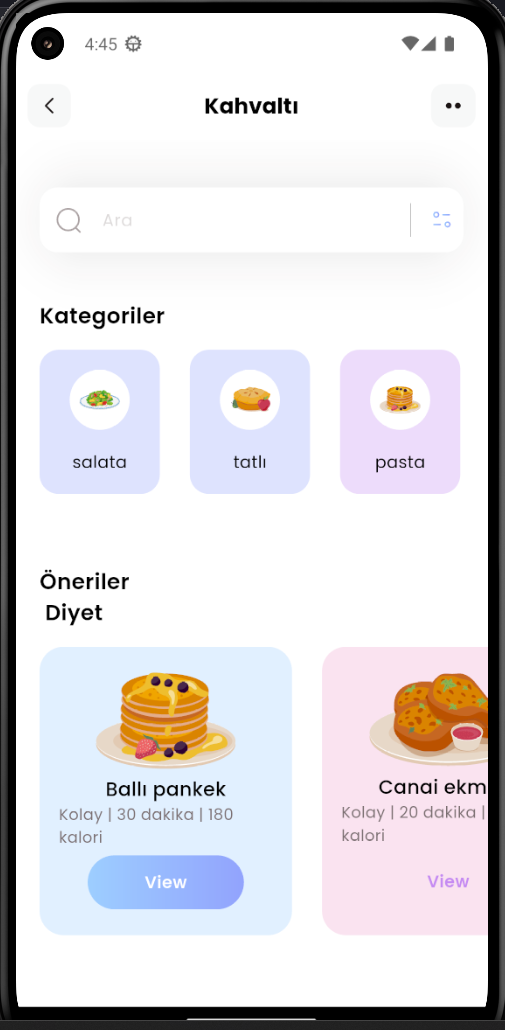 4:45
Kahvaltı
Ara
Kategoriler
salata
tatlı
pasta
Öneriler
Diyet
Ballı pankek
Kolay | 30 dakika | 180
kalori
View
Canai ekm
Kolay | 20 dakika |
kalori
View